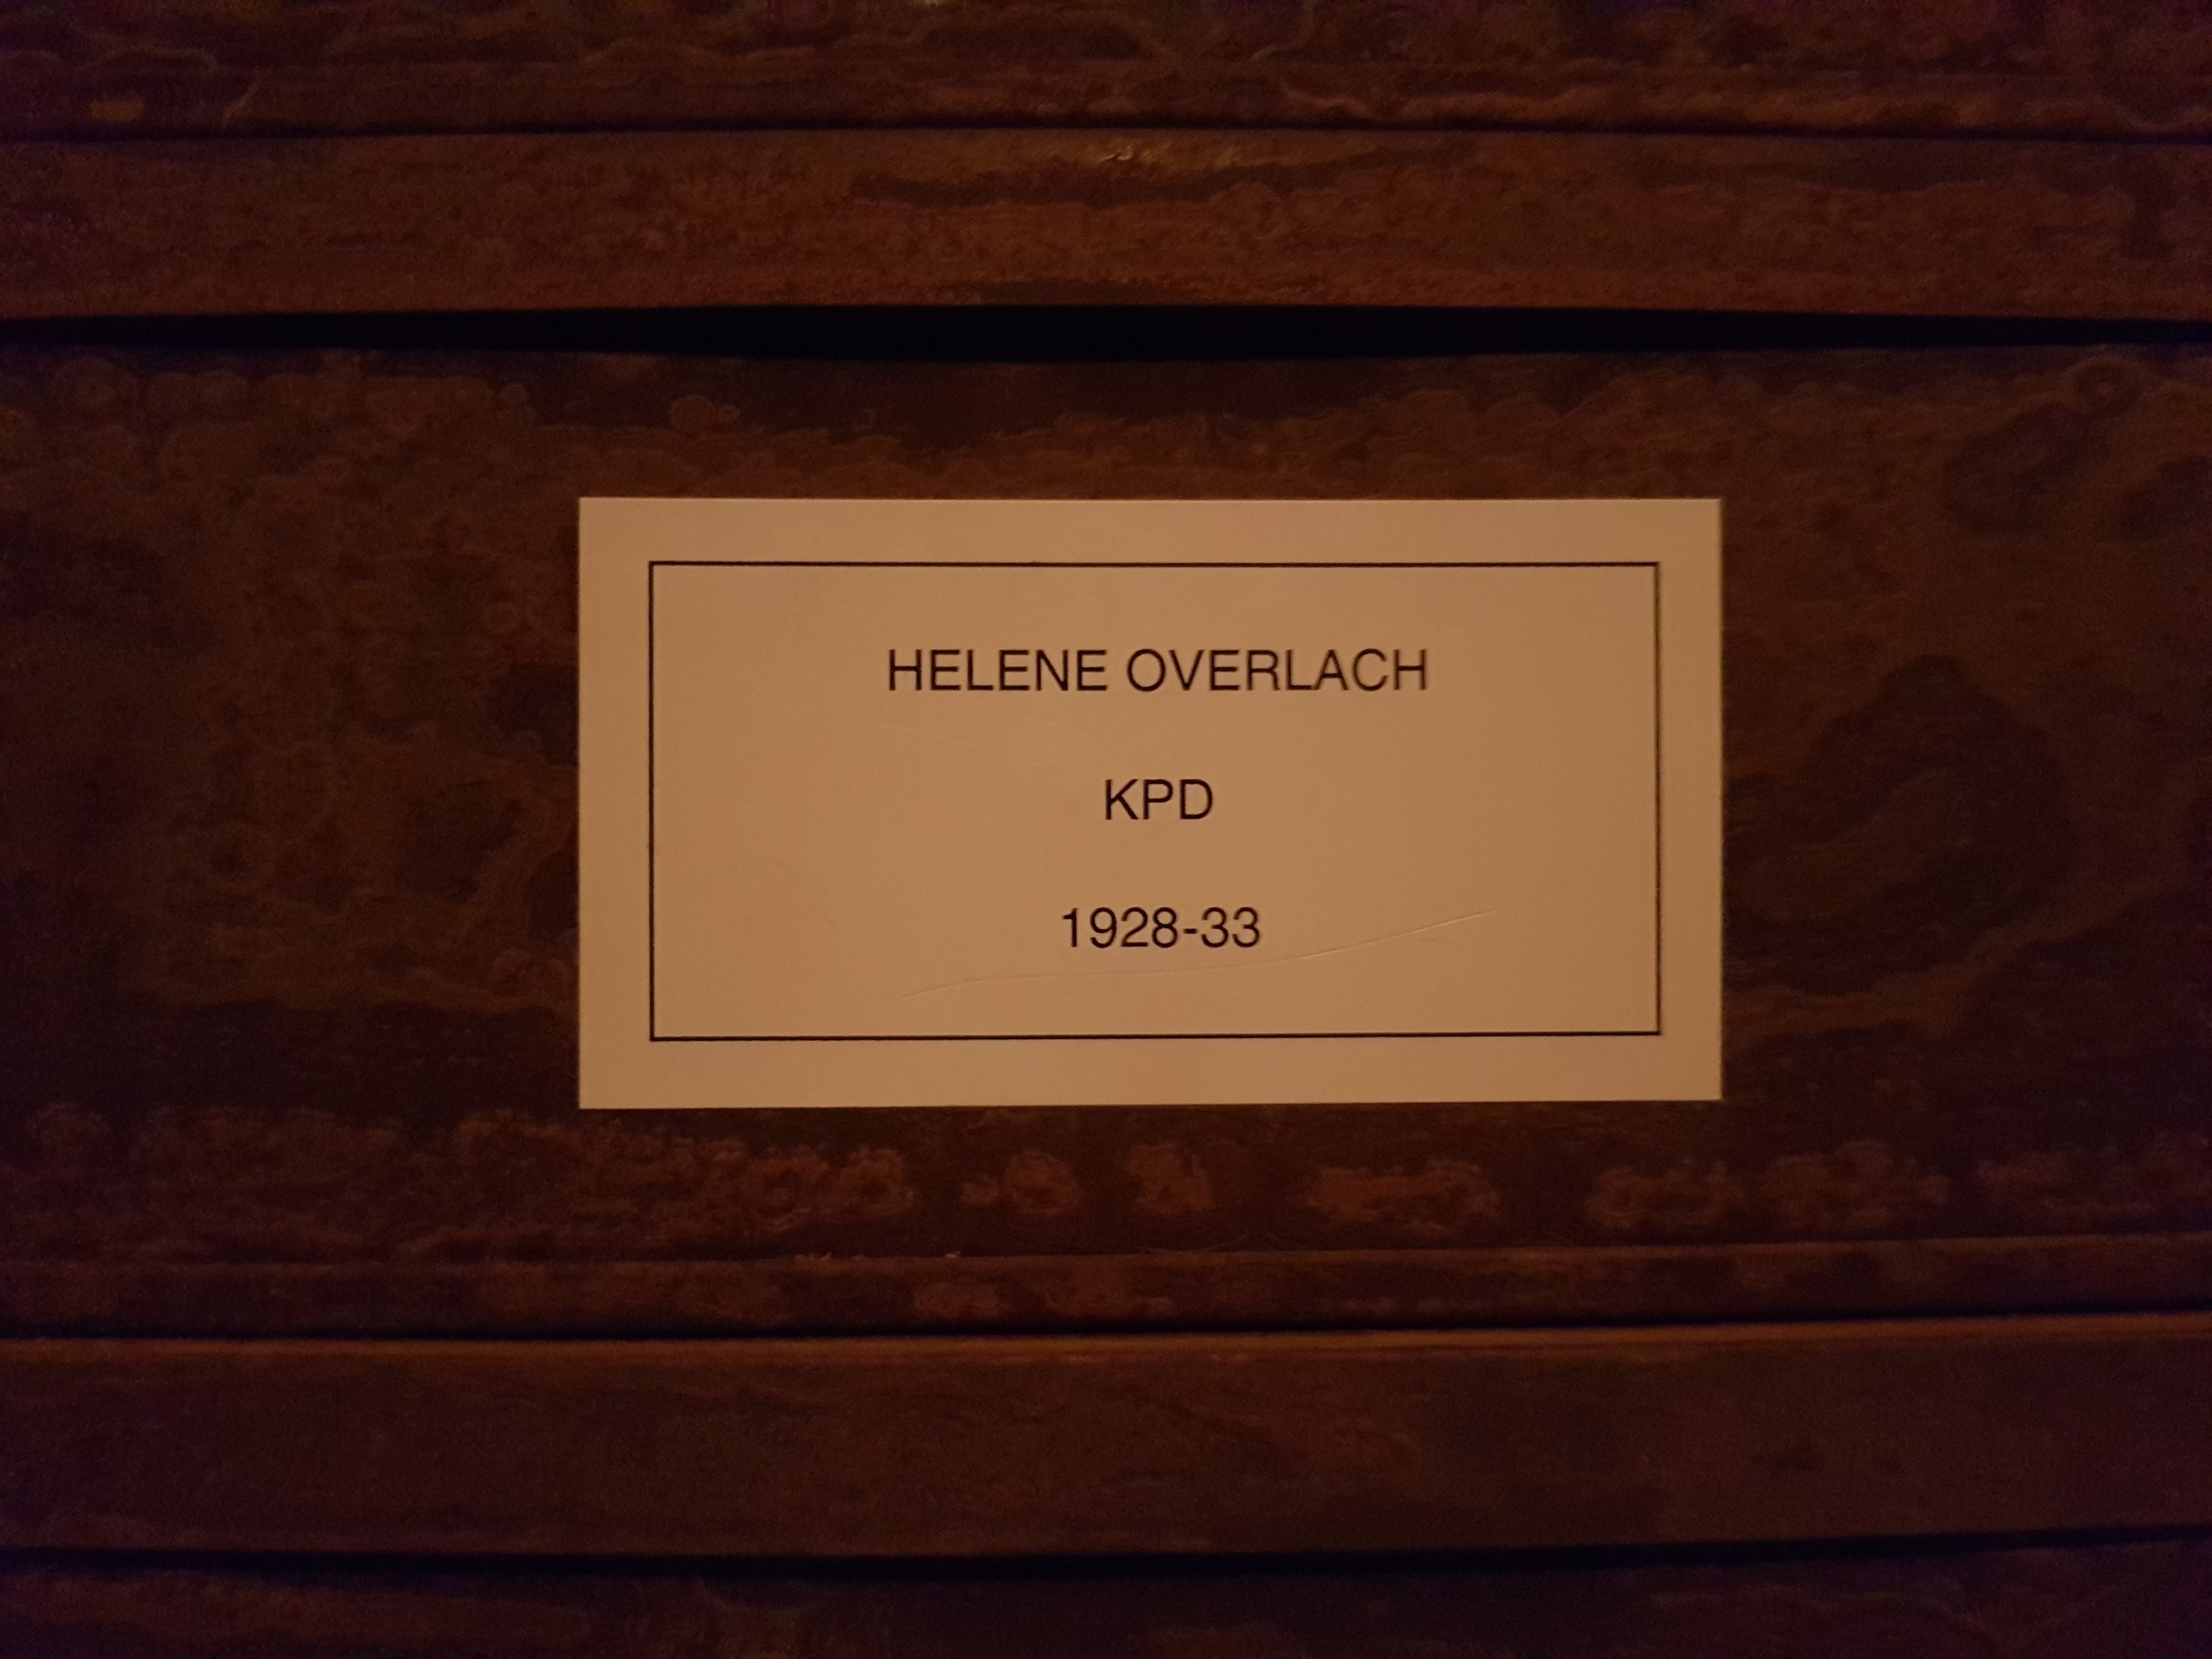 HELENE OVERLACH
KPD
1928-33